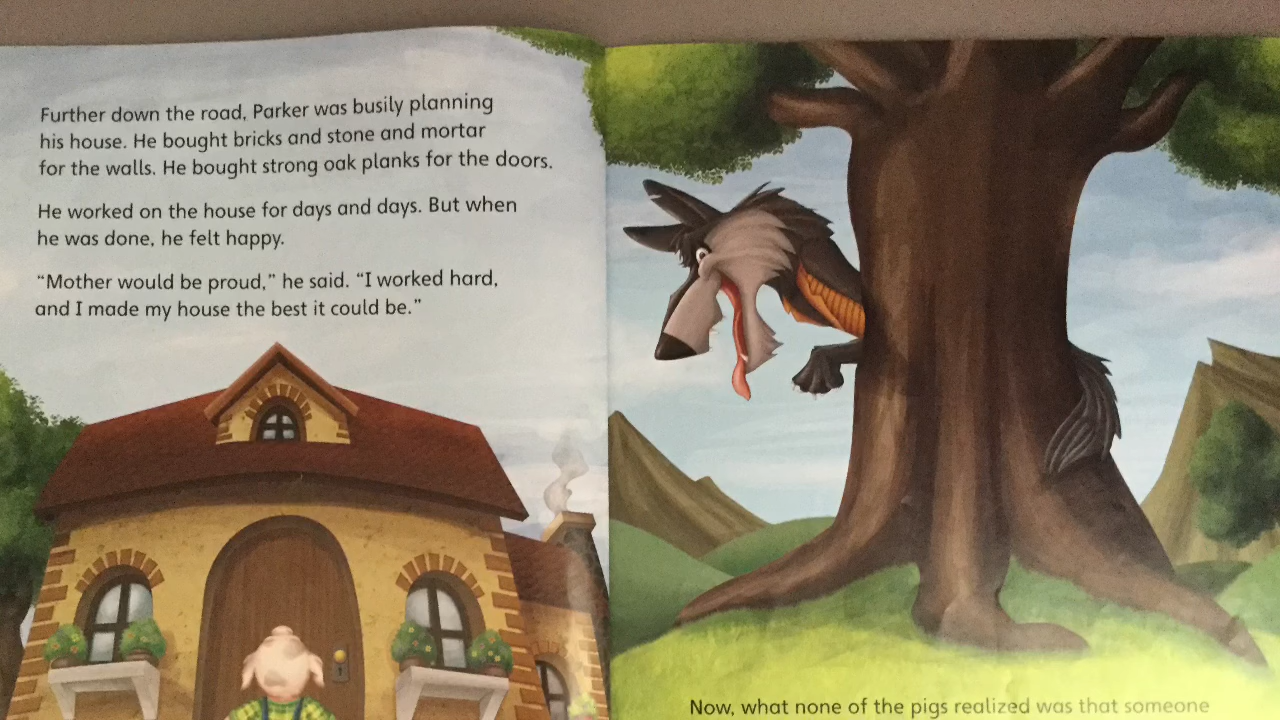 Further down the road, Parker was busily planning
his house. He bought bricks and stone and mortar
for the walls. He bought strong oak planks for the doors.
He worked on the house for days and days. But when
he was done, he felt happy.
“Mother would be proud,” he said. “I worked hard,
and I made my house the best it could be.”
Now, what none of the pigs realized was that someone